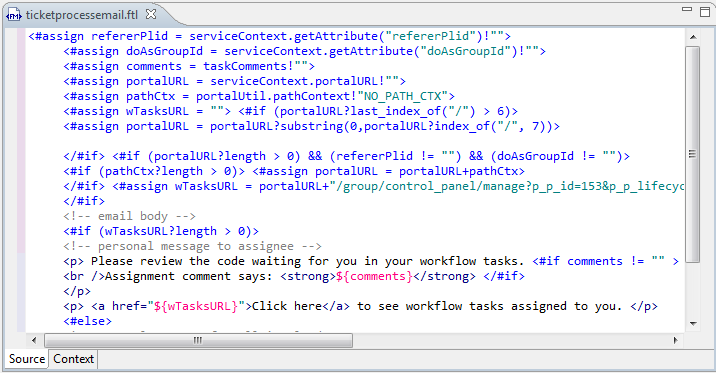 ticketprocessemail.ftl
<#assign refererPlid = serviceContext.getAttribute("refererPlid")!"">
<#assign doAsGroupId = serviceContext.getAttribute("doAsGroupId")!"">
<#assign comments = taskComments!"">
<#assign portalURL = serviceContext.portalURL!"">
<#assign pathCtx = portalUtil.pathContext!"NO_PATH_CTX">
<#assign wTasksURL = ""> <#if (portalURL?last_index_of("/") > 6)>
<#assign portalURL = portalURL?substring(0,portalURL?index_of("/", 7))>
</#if> <#if (portalURL?length > 0) && (refererPlid != "") && (doAsGroupId != "")>
<#if (pathCtx?length > 0)> <#assign portalURL = portalURL+pathCtx>
</#if> <#assign wTasksURL = portalURL+"/group/control_panel/manage?p_p_id=153&p_p_lifecyc
</#if>
<!-- email body -->
<#if (wTasksURL?length > 0)>
<!-- personal message to assignee -->
<p> Please review the code waiting for you in your workflow tasks. <#if comments != "" >
<br />Assignment comment says: <strong>${comments}</strong> </#if>
</p>
<p> <a href="${wTasksURL}">Click here</a> to see workflow tasks assigned to you. </p>
<#else>
Source Context